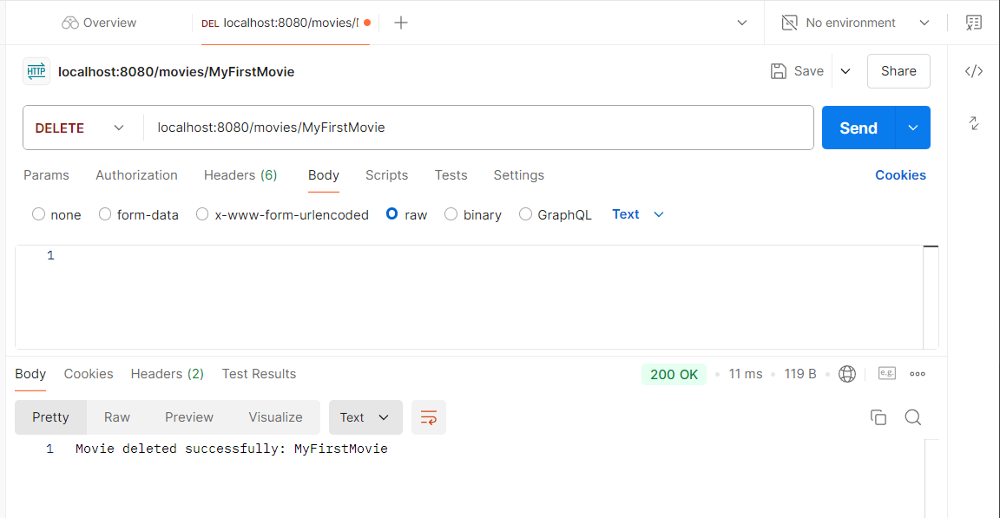 Overview
DEL localhost:8080/movies/
No environment
HTTP localhost:8080/movies/MyFirstMovie
Save
Share
DELETE
localhost:8080/movies/MyFirstMovie
Send
Params Authorization Headers (6) Body Scripts Tests Settings Cookies
none form-data x-www-form-urlencoded raw binary GraphQL Text
1
Body Cookies Headers (2) Test Results 200 OK 11 ms 119 B e.g.
Pretty Raw Preview Visualize Text
1 Movie deleted successfully: MyFirstMovie